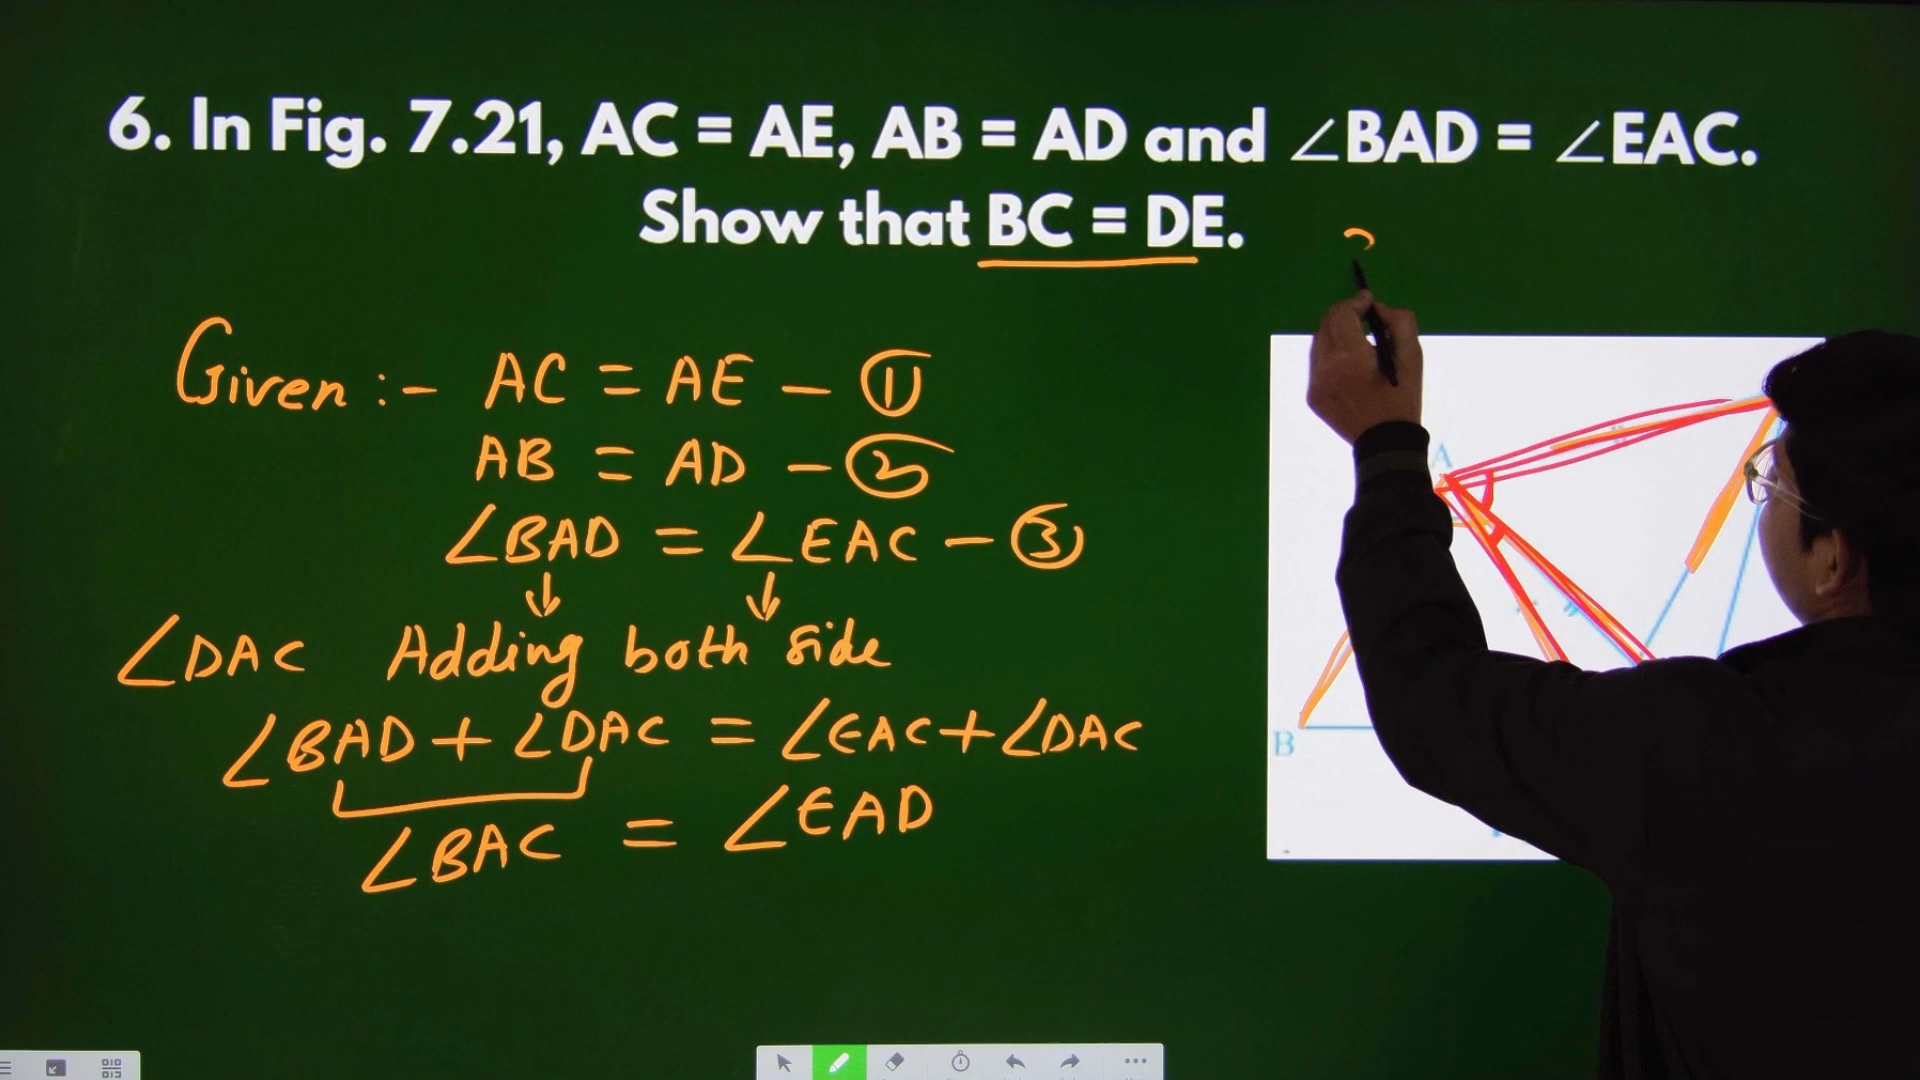 6. In Fig. 7.21, AC = AE, AB = AD and ∠BAD = ∠EAC.
Show that BC = DE.
Given :- AC = AE - ①
AB = AD - ②
∠BAD = ∠EAC - ③
∠DAC Adding both side
∠BAD + ∠DAC = ∠EAC + ∠DAC
∠BAC = ∠EAD
A
B